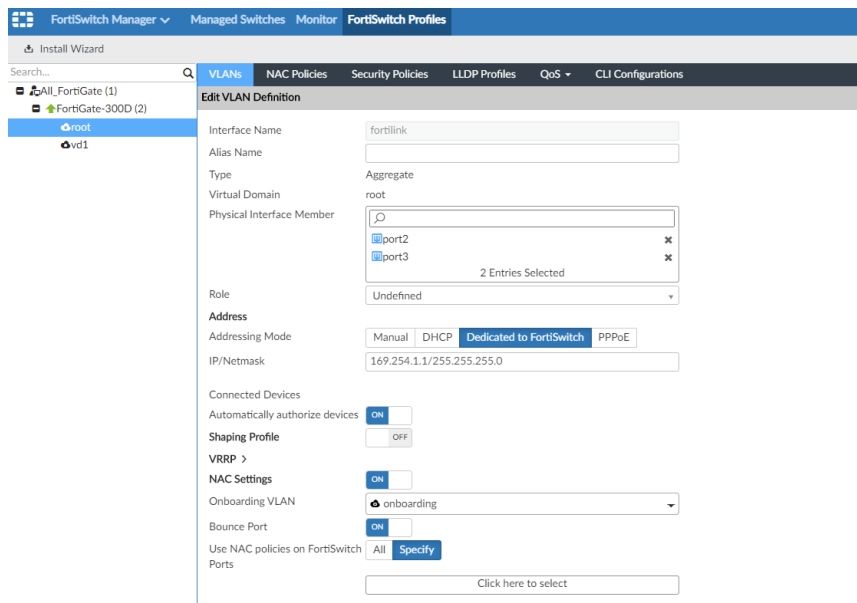 FortiSwitch Manager Managed Switches Monitor FortiSwitch Profiles
Install Wizard
Search...
VLANs NAC Policies Security Policies LLDP Profiles QoS CLI Configurations
All_FortiGate (1)
FortiGate-300D (2)
root
vd1
Edit VLAN Definition
Interface Name fortilink
Alias Name
Type Aggregate
Virtual Domain root
Physical Interface Member
port2
port3
2 Entries Selected
Role Undefined
Address
Addressing Mode Manual DHCP Dedicated to FortiSwitch PPPoE
IP/Netmask 169.254.1.1/255.255.255.0
Connected Devices
Automatically authorize devices ON
Shaping Profile OFF
VRRP >
NAC Settings ON
Onboarding VLAN onboarding
Bounce Port ON
Use NAC policies on FortiSwitch All Specify
Ports
Click here to select